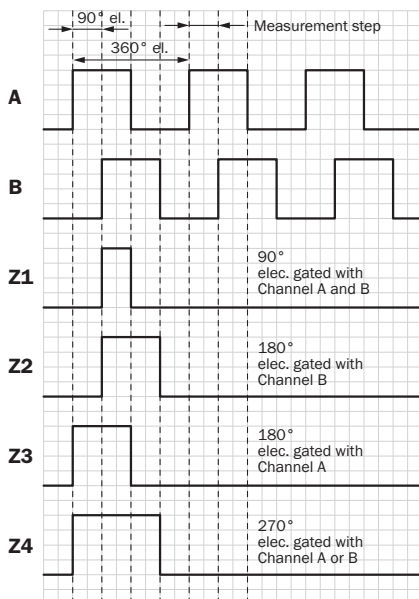 90° el.
Measurement step
360° el.
A
B
Z1
90°
elec. gated with
Channel A and B
Z2
180°
elec. gated with
Channel B
Z3
180°
elec. gated with
Channel A
Z4
270°
elec. gated with
Channel A or B